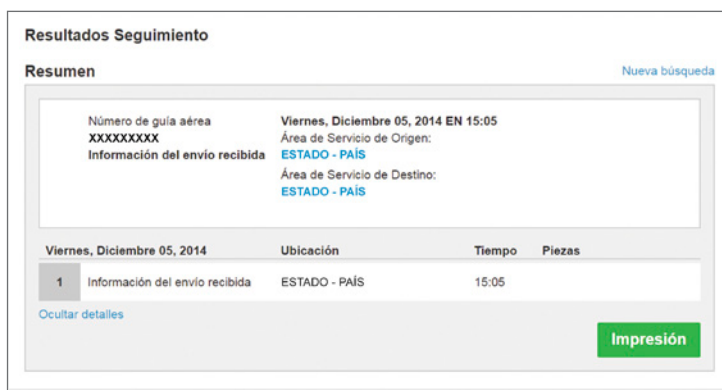 Resultados Seguimiento
Resumen
Nueva búsqueda
Número de guía aérea
XXXXXXXXX
Información del envío recibida
Viernes, Diciembre 05, 2014 EN 15:05
Área de Servicio de Origen:
ESTADO - PAÍS
Área de Servicio de Destino:
ESTADO - PAÍS
Viernes, Diciembre 05, 2014 Ubicación Tiempo Piezas
1 Información del envío recibida ESTADO - PAÍS 15:05
Ocultar detalles
Impresión